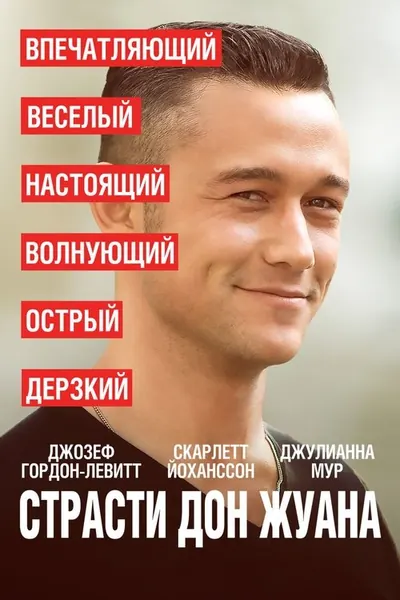 ВПЕЧАТЛЯЮЩИЙ
ВЕСЕЛЫЙ
НАСТОЯЩИЙ
ВОЛНУЮЩИЙ
ОСТРЫЙ
ДЕРЗКИЙ
ДЖОЗЕФ ГОРДОН-ЛЕВИТТ
СКАРЛЕТТ ЙОХАНССОН
ДЖУЛИАННА МУР
СТРАСТИ ДОН ЖУАНА